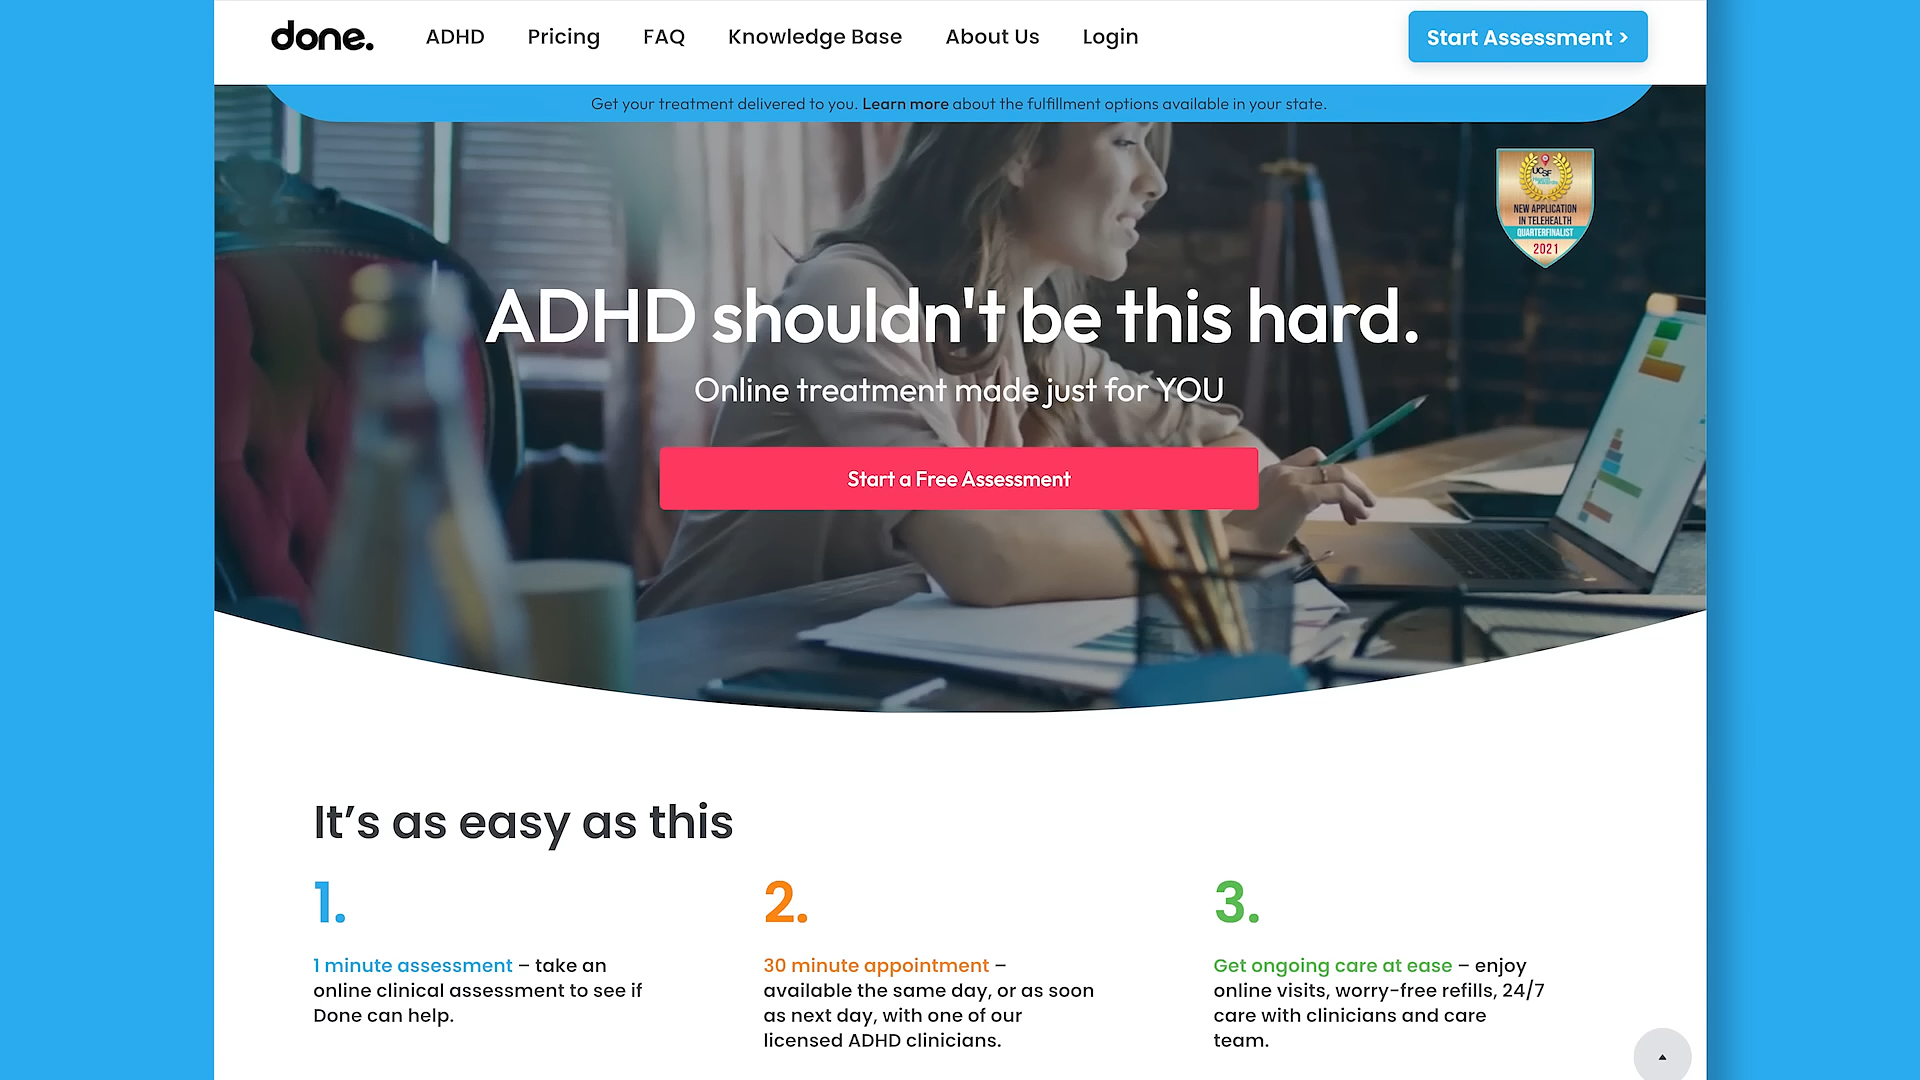 done.
ADHD
Pricing
FAQ
Knowledge Base
About Us
Login
Start Assessment >
Get your treatment delivered to you. Learn more about the fulfillment options available in your state.
UCSF
NEW APPLICATION
IN TELEHEALTH
QUARTERFINALIST
2021
ADHD shouldn't be this hard.
Online treatment made just for YOU
Start a Free Assessment
It’s as easy as this
1.
1 minute assessment – take an
online clinical assessment to see if
Done can help.
2.
30 minute appointment –
available the same day, or as soon
as next day, with one of our
licensed ADHD clinicians.
3.
Get ongoing care at ease – enjoy
online visits, worry-free refills, 24/7
care with clinicians and care
team.